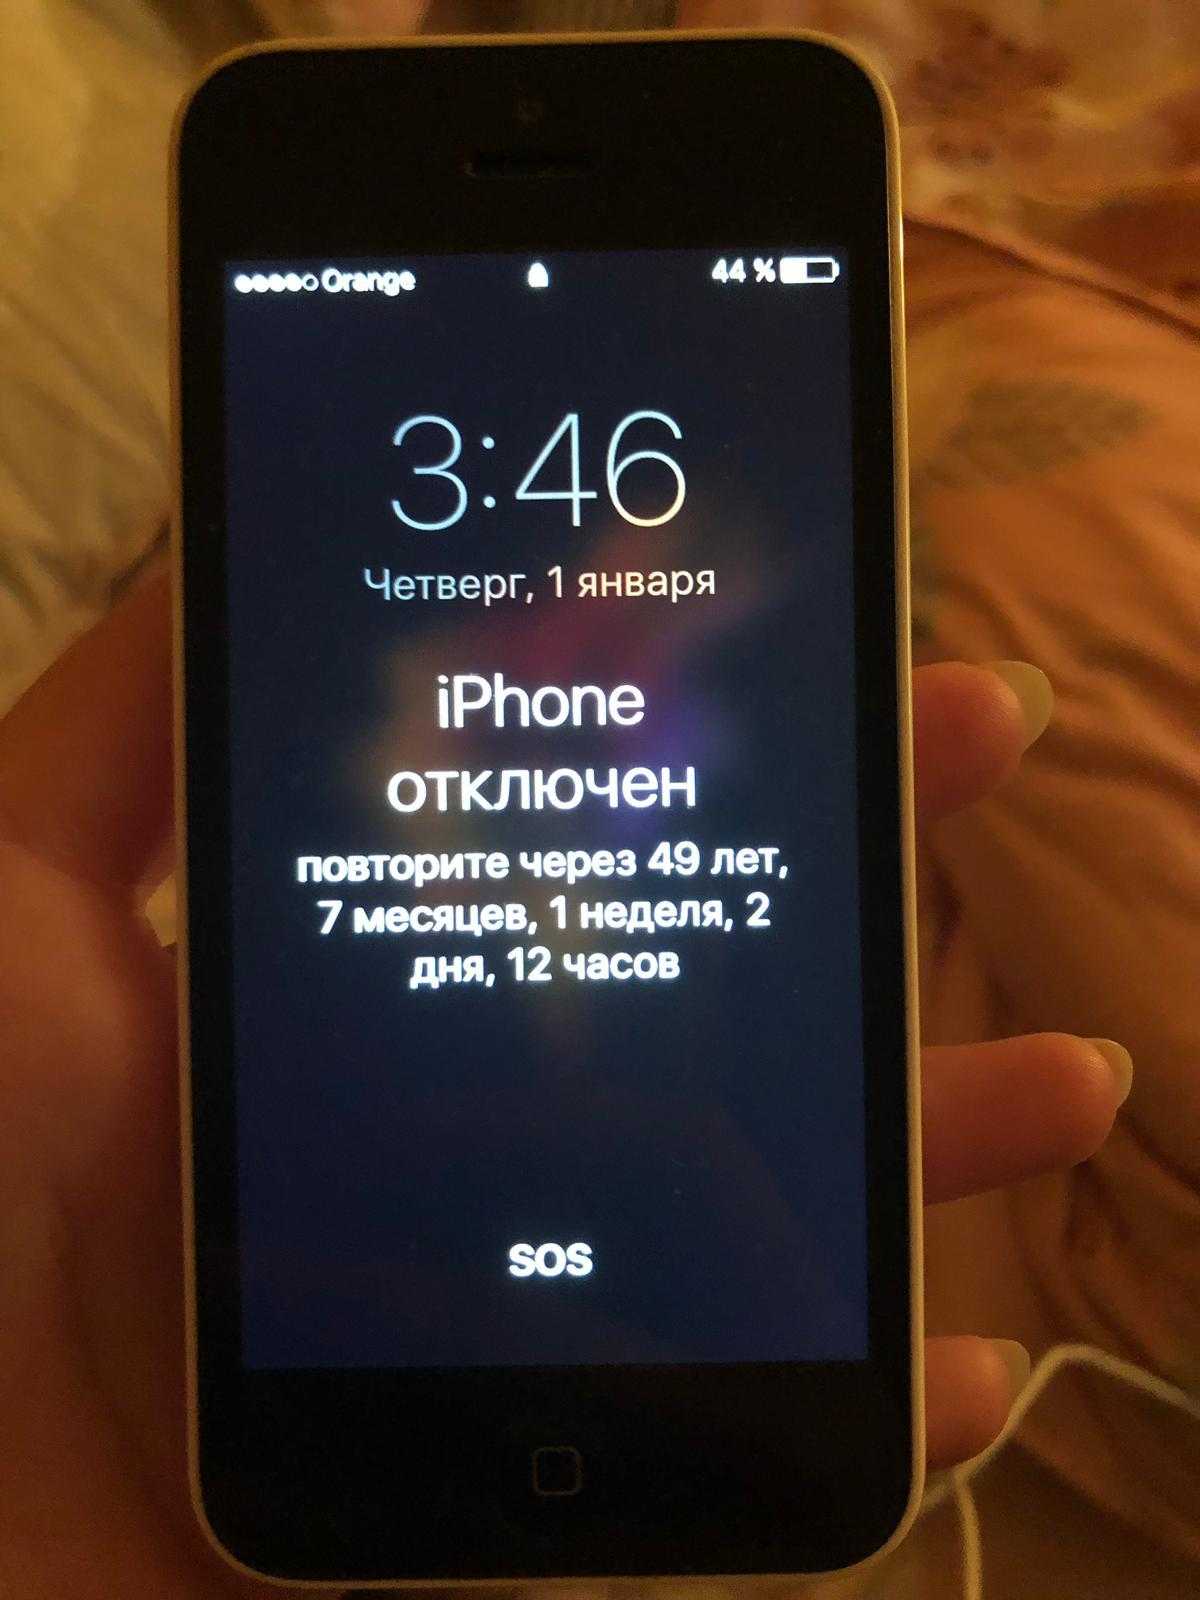 Orange
44 %
3:46
Четверг, 1 января
iPhone
отключен
повторите через 49 лет,
7 месяцев, 1 неделя, 2
дня, 12 часов
SOS